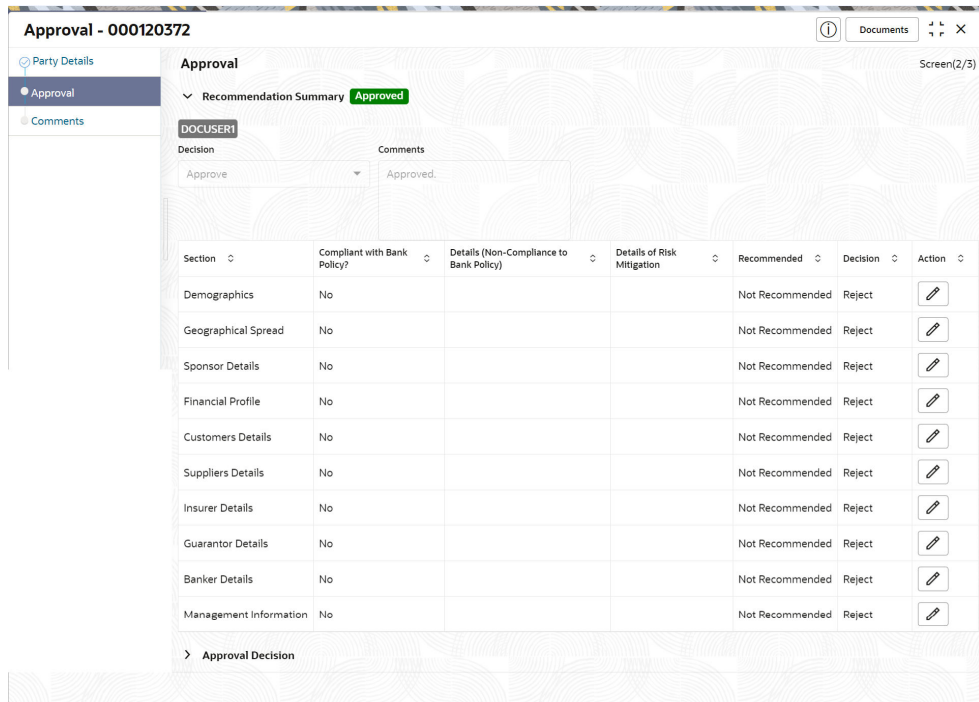 Approval - 000120372
Documents
Party Details
Approval
Comments
Approval
Screen(2/3)
Recommendation Summary Approved
DOCUSER1
Decision Comments
Approve Approved.
Section Compliant with Bank Policy? Details (Non-Compliance to Bank Policy) Details of Risk Mitigation Recommended Decision Action
Demographics No Not Recommended Reject
Geographical Spread No Not Recommended Reject
Sponsor Details No Not Recommended Reject
Financial Profile No Not Recommended Reject
Customers Details No Not Recommended Reject
Suppliers Details No Not Recommended Reject
Insurer Details No Not Recommended Reject
Guarantor Details No Not Recommended Reject
Banker Details No Not Recommended Reject
Management Information No Not Recommended Reject
Approval Decision